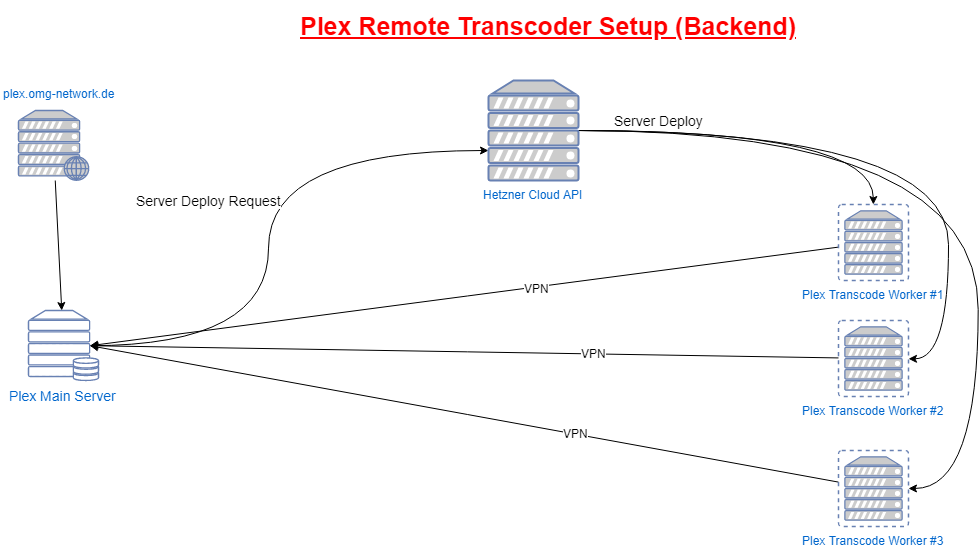 Plex Remote Transcoder Setup (Backend)
plex.omg-network.de
Server Deploy
Hetzner Cloud API
Server Deploy Request
VPN
Plex Transcode Worker #1
VPN
Plex Main Server
Plex Transcode Worker #2
VPN
Plex Transcode Worker #3